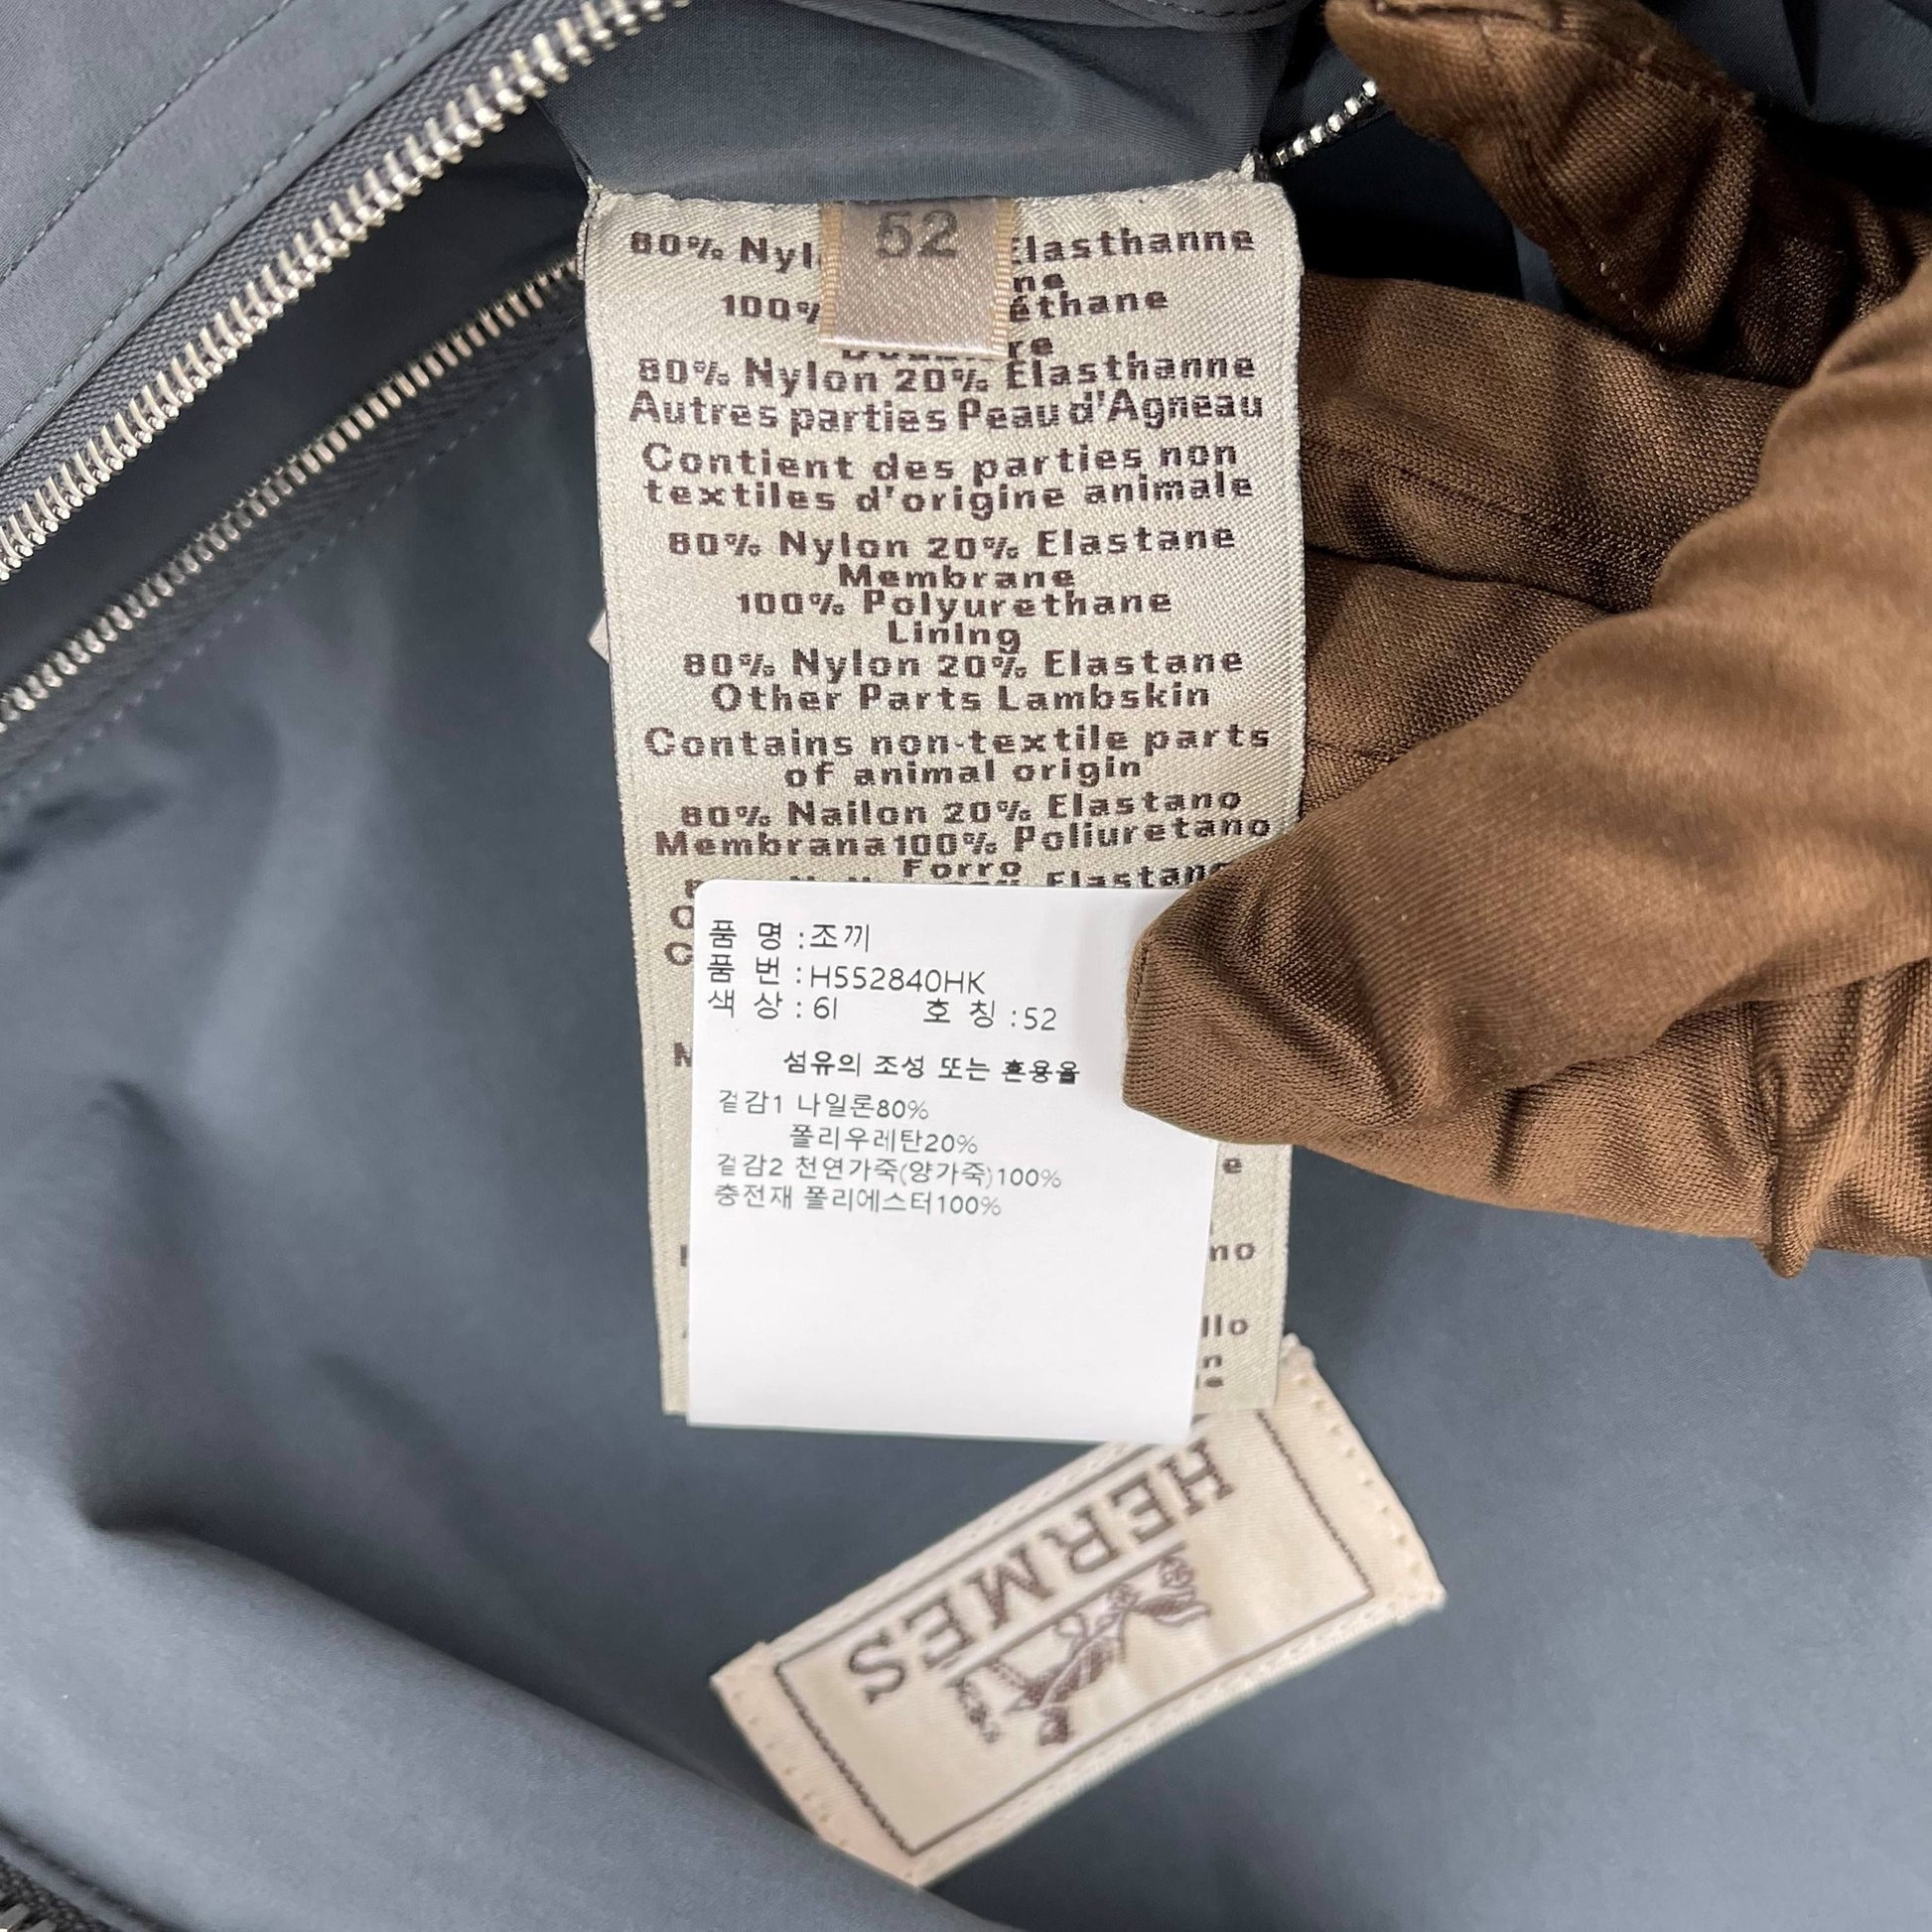 52
80% Elasthanne
100% éthane
80% Nylon 20% Elasthanne
Autres parties Peau d'Agneau
Contient des parties non
textiles d'origine animale
80% Nylon 20% Elastane
Membrane
100% Polyurethane
Lining
80% Nylon 20% Elastane
Other Parts Lambskin
Contains non-textile parts
of animal origin
80% Nailon 20% Elastano
Membrana 100% Poliuretano
Forro
품 명 : 조끼
품 번 : H552840HK
색 상 : 6I 호 칭 : 52
섬유의 조성 또는 혼용율
겉감1 나일론80%
폴리우레탄20%
겉감2 천연가죽(양가죽)100%
충전재 폴리에스터100%
HERMÈS